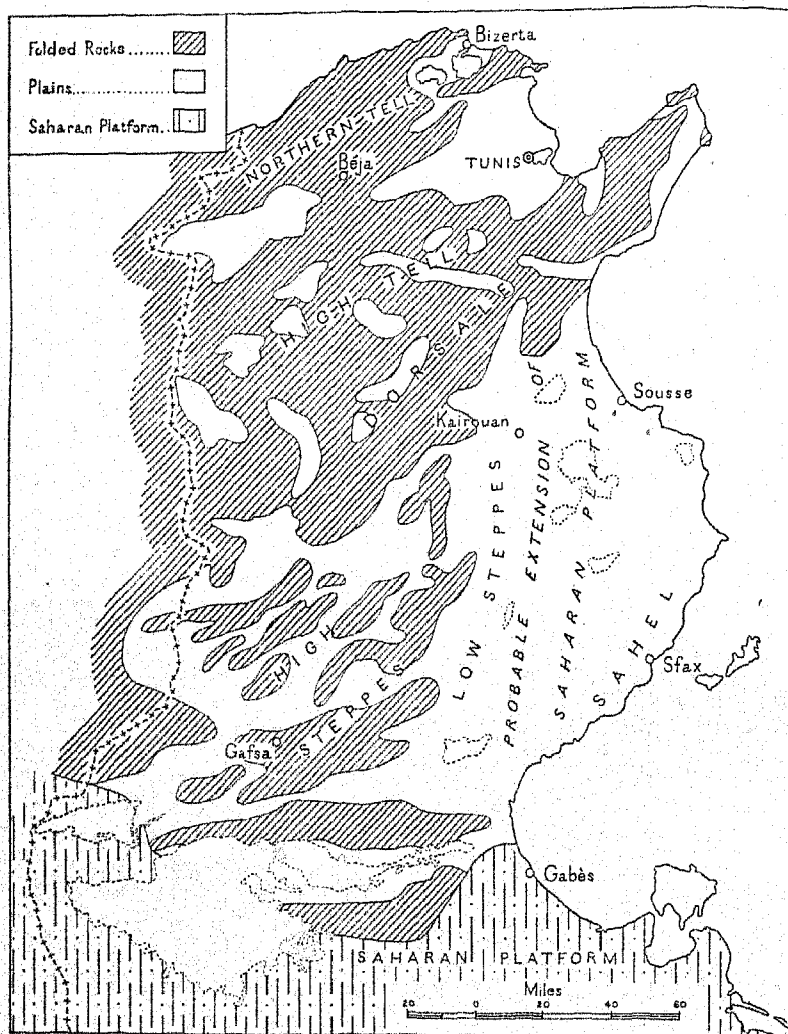 Folded Rocks......
Plains..............
Saharan Platform..
Bizerta
NORTHERN-TELL
Béja
TUNIS
HIGH TELL
DORSALE
Sousse
Kairouan
LOW STEPPES
PROBABLE EXTENSION OF
SAHARAN PLATFORM
SAHEL
Sfax
HIGH STEPPES
Gafsa
Gabès
SAHARAN PLATFORM
Miles
20 0 20 40 60